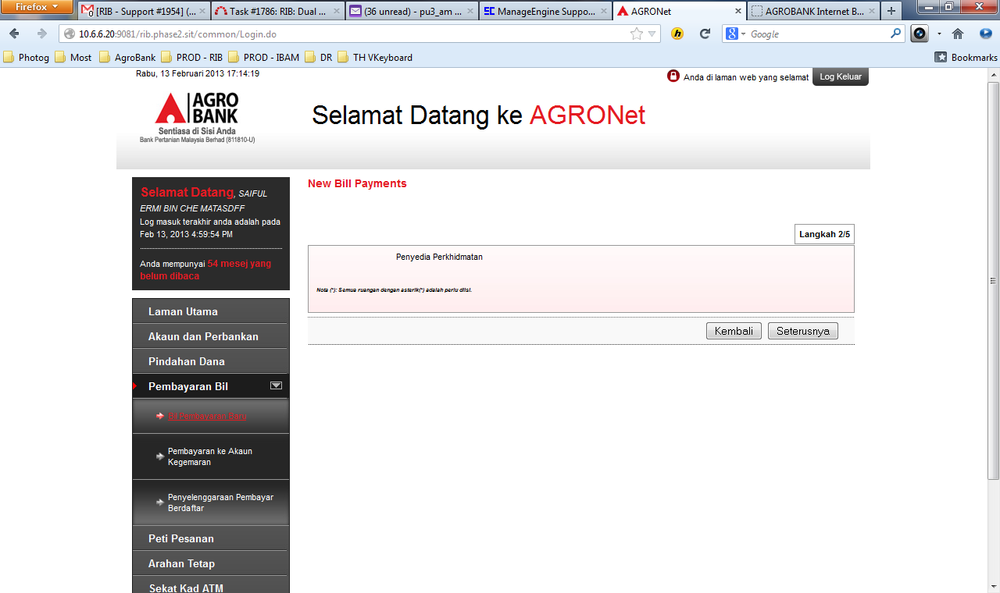 Firefox
[RIB - Support #1954] (...
Task #1786: RIB: Dual ...
(36 unread) - pu3_am ...
ManageEngine Suppo...
AGRONet
AGROBANK Internet B...
10.6.6.20:9081/rib.phase2.sit/common/Login.do
Google
Photog
Most
AgroBank
PROD - RIB
PROD - IBAM
DR
TH VKeyboard
Bookmarks
Rabu, 13 Februari 2013 17:14:19
Anda di laman web yang selamat
Log Keluar
AGRO
BANK
Sentiasa di Sisi Anda
Bank Pertanian Malaysia Berhad (811810-U)
Selamat Datang ke AGRONet
Selamat Datang, SAIFUL
ERMI BIN CHE MATASDFF
Log masuk terakhir anda adalah pada
Feb 13, 2013 4:59:54 PM
Anda mempunyai 54 mesej yang
belum dibaca
New Bill Payments
Langkah 2/5
Penyedia Perkhidmatan
Nota (*): Semua ruangan dengan asterik(*) adalah perlu diisi.
Kembali
Seterusnya
Laman Utama
Akaun dan Perbankan
Pindahan Dana
Pembayaran Bil
Bil Pembayaran Baru
Pembayaran ke Akaun
Kegemaran
Penyelenggaraan Pembayar
Berdaftar
Peti Pesanan
Arahan Tetap
Sekat Kad ATM